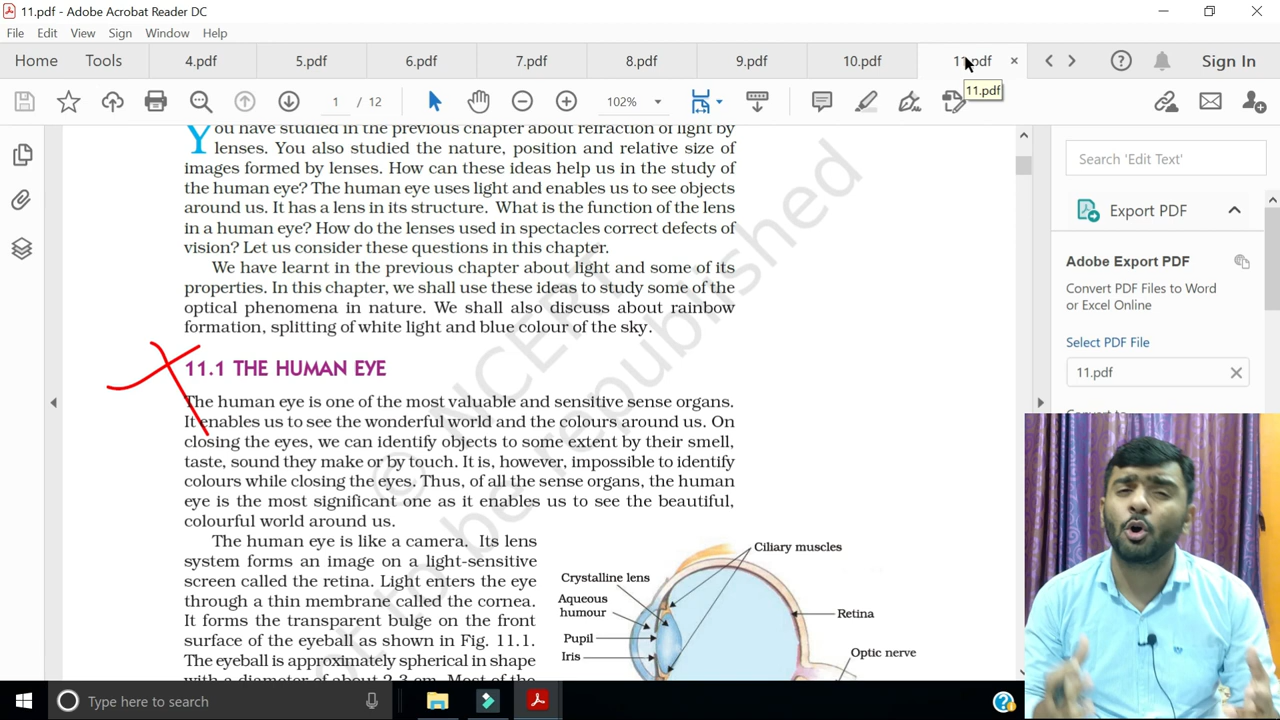 11.pdf - Adobe Acrobat Reader DC
File Edit View Sign Window Help
Home Tools 4.pdf 5.pdf 6.pdf 7.pdf 8.pdf 9.pdf 10.pdf 11.pdf Sign In
1 / 12 102%
11.pdf
You have studied in the previous chapter about refraction of light by
lenses. You also studied the nature, position and relative size of
images formed by lenses. How can these ideas help us in the study of
the human eye? The human eye uses light and enables us to see objects
around us. It has a lens in its structure. What is the function of the lens
in a human eye? How do the lenses used in spectacles correct defects of
vision? Let us consider these questions in this chapter.
We have learnt in the previous chapter about light and some of its
properties. In this chapter, we shall use these ideas to study some of the
optical phenomena in nature. We shall also discuss about rainbow
formation, splitting of white light and blue colour of the sky.
11.1 THE HUMAN EYE
The human eye is one of the most valuable and sensitive sense organs.
It enables us to see the wonderful world and the colours around us. On
closing the eyes, we can identify objects to some extent by their smell,
taste, sound they make or by touch. It is, however, impossible to identify
colours while closing the eyes. Thus, of all the sense organs, the human
eye is the most significant one as it enables us to see the beautiful,
colourful world around us.
The human eye is like a camera. Its lens
system forms an image on a light-sensitive
screen called the retina. Light enters the eye
through a thin membrane called the cornea.
It forms the transparent bulge on the front
surface of the eyeball as shown in Fig. 11.1.
The eyeball is approximately spherical in shape
with a diameter of about 2.3 cm. Most of the
Ciliary muscles
Crystalline lens
Aqueous
humour
Pupil
Iris
Retina
Optic nerve
© NCERT
not to be republished
Search 'Edit Text'
Export PDF
Adobe Export PDF
Convert PDF Files to Word
or Excel Online
Select PDF File
11.pdf
Type here to search